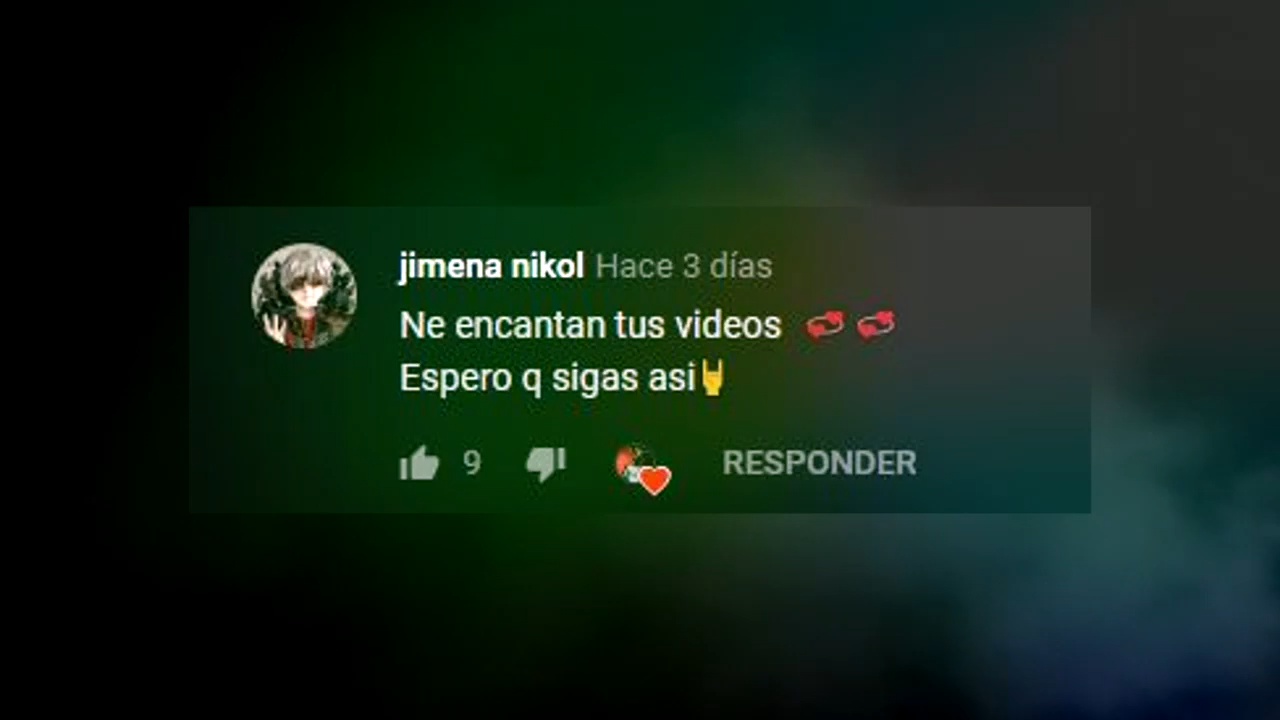 jimena nikol Hace 3 días
Ne encantan tus videos 💞 💞
Espero q sigas asi🤘
9 RESPONDER